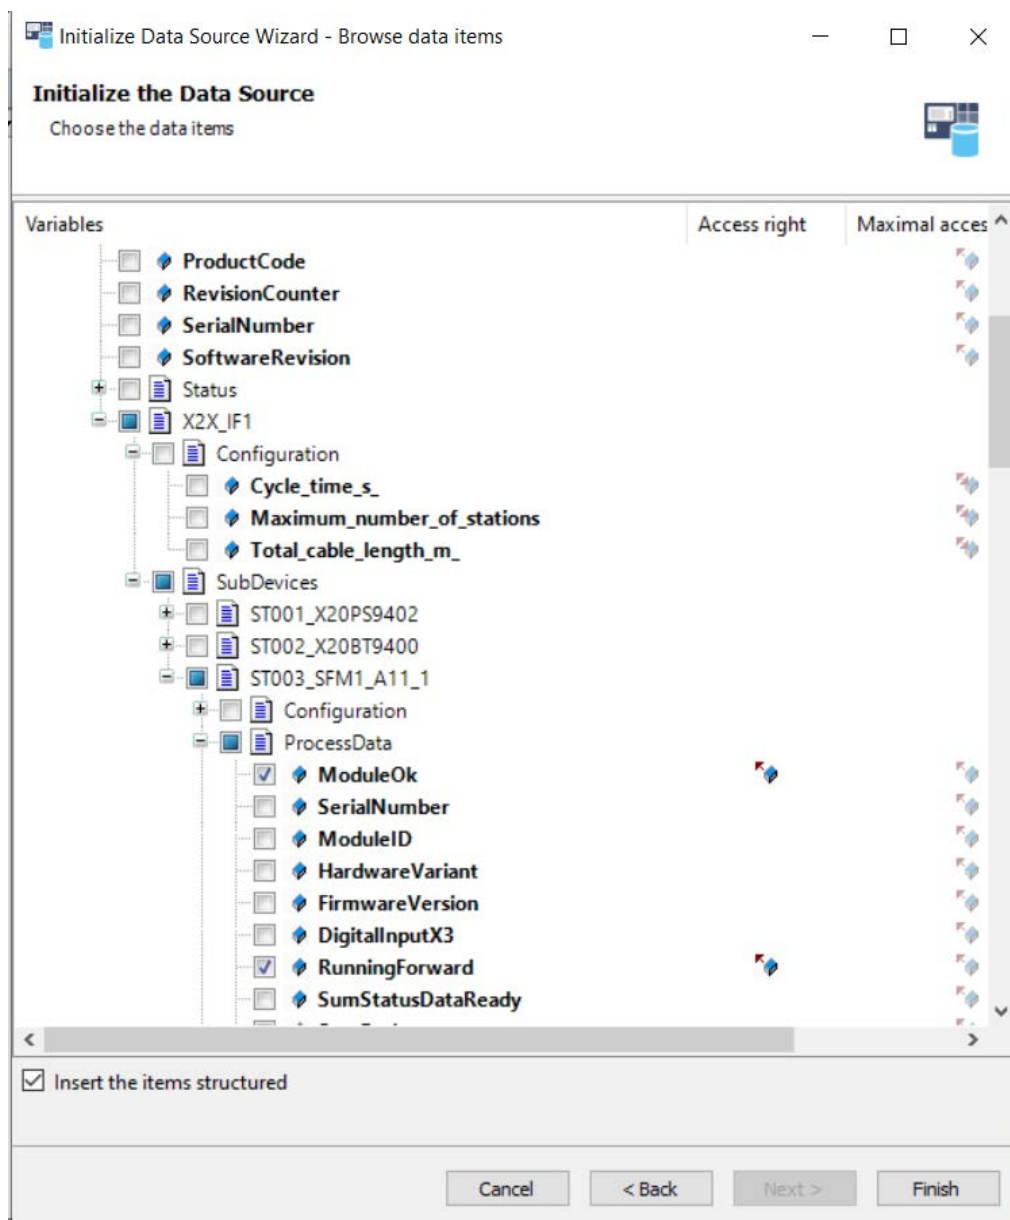 Initialize Data Source Wizard - Browse data items
Initialize the Data Source
Choose the data items
Variables Access right Maximal acces
ProductCode
RevisionCounter
SerialNumber
SoftwareRevision
Status
X2X_IF1
Configuration
Cycle_time_s_
Maximum_number_of_stations
Total_cable_length_m_
SubDevices
ST001_X20PS9402
ST002_X20BT9400
ST003_SFM1_A11_1
Configuration
ProcessData
ModuleOk
SerialNumber
ModuleID
HardwareVariant
FirmwareVersion
DigitalInputX3
RunningForward
SumStatusDataReady
Insert the items structured
Cancel < Back Next > Finish